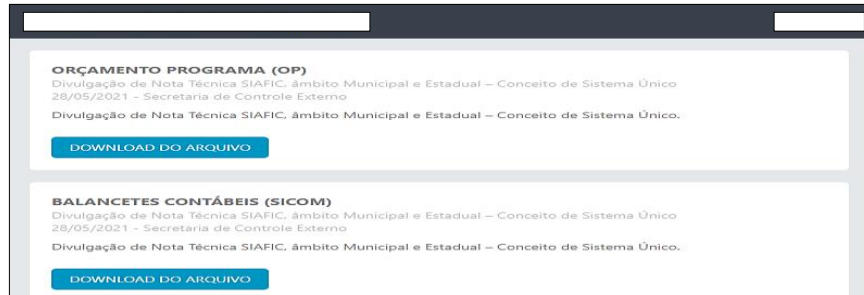 ORÇAMENTO PROGRAMA (OP)
Divulgação de Nota Técnica SIAFIC, âmbito Municipal e Estadual – Conceito de Sistema Único
28/05/2021 - Secretaria de Controle Externo
Divulgação de Nota Técnica SIAFIC, âmbito Municipal e Estadual – Conceito de Sistema Único.
DOWNLOAD DO ARQUIVO
BALANCETES CONTÁBEIS (SICOM)
Divulgação de Nota Técnica SIAFIC, âmbito Municipal e Estadual – Conceito de Sistema Único
28/05/2021 - Secretaria de Controle Externo
Divulgação de Nota Técnica SIAFIC, âmbito Municipal e Estadual – Conceito de Sistema Único.
DOWNLOAD DO ARQUIVO